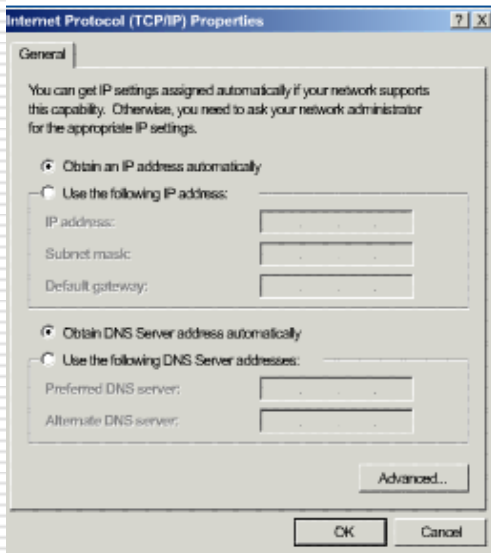 Internet Protocol (TCP/IP) Properties
? X
General
You can get IP settings assigned automatically if your network supports
this capability. Otherwise, you need to ask your network administrator
for the appropriate IP settings.
Obtain an IP address automatically
Use the following IP address:
IP address:
Subnet mask:
Default gateway:
Obtain DNS Server address automatically
Use the following DNS Server addresses:
Preferred DNS server:
Alternate DNS server:
Advanced...
OK Cancel